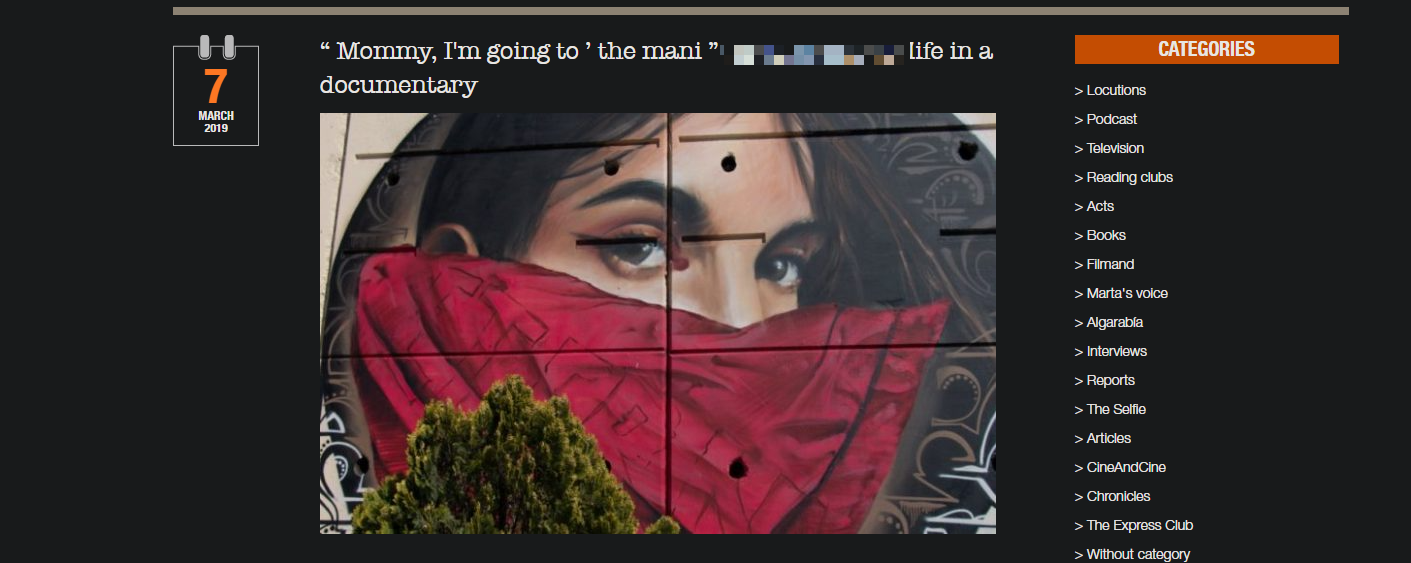 7
MARCH
2019
“ Mommy, I'm going to ’ the mani ” life in a
documentary
CATEGORIES
> Locutions
> Podcast
> Television
> Reading clubs
> Acts
> Books
> Filmand
> Marta's voice
> Algarabía
> Interviews
> Reports
> The Selfie
> Articles
> CineAndCine
> Chronicles
> The Express Club
> Without category